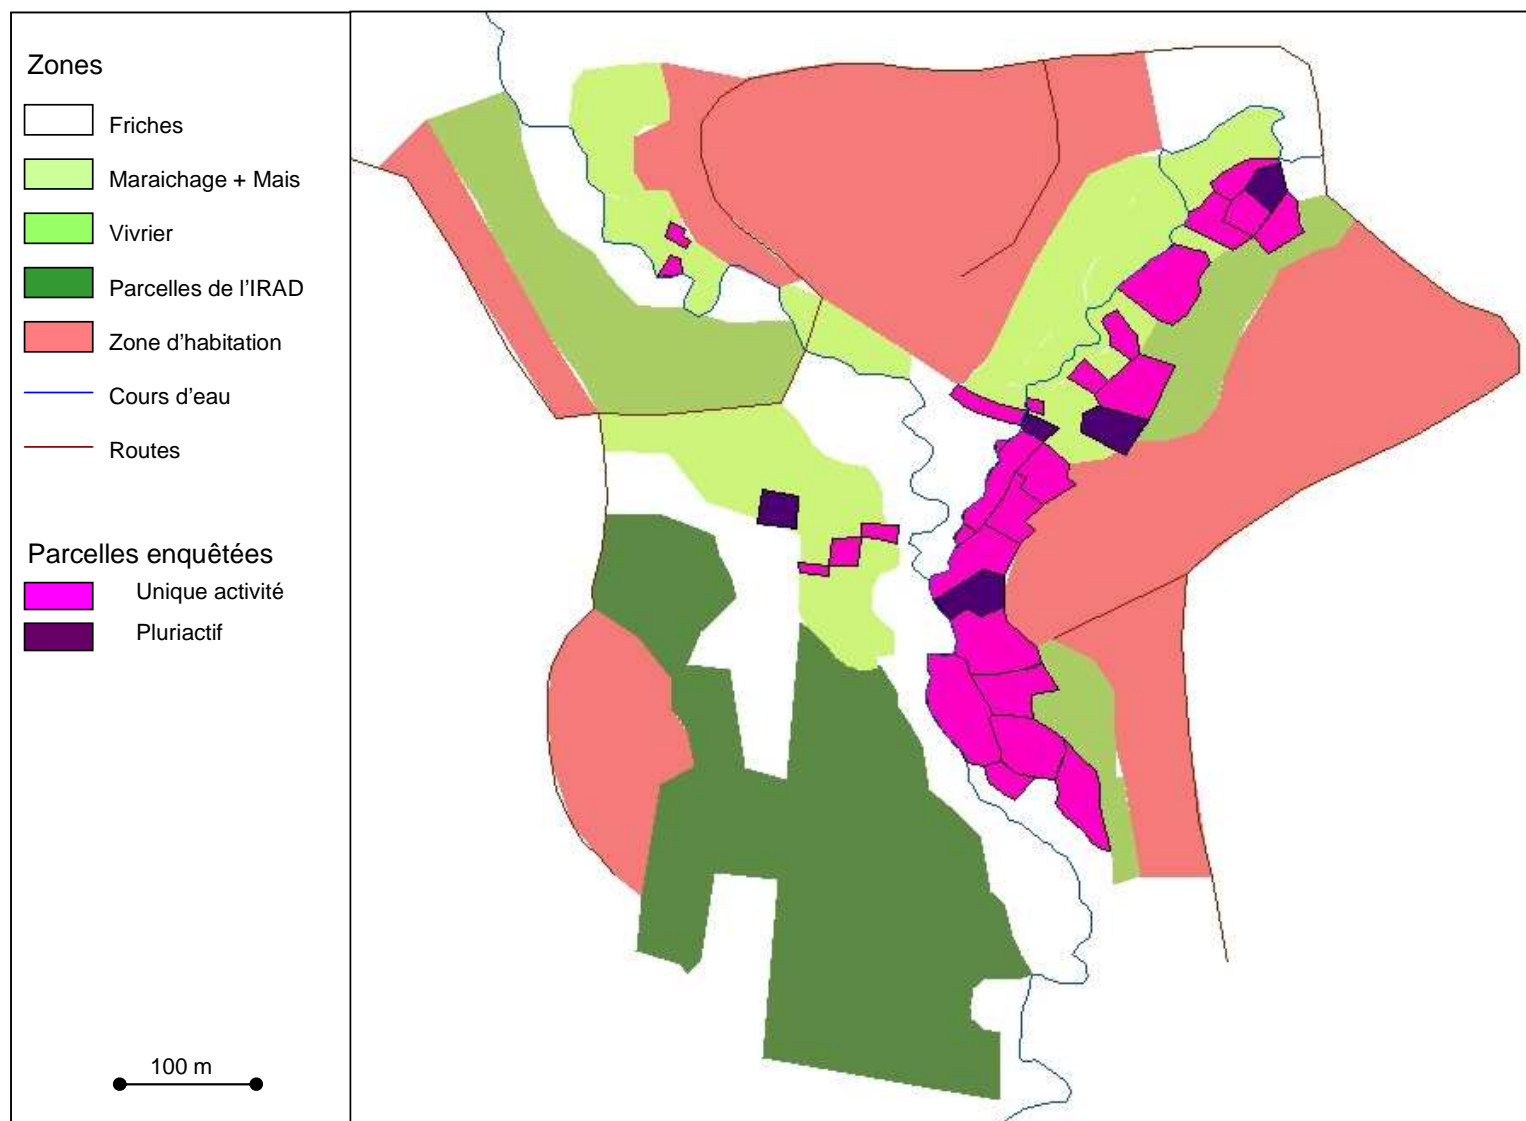 Zones
Friches
Maraichage + Mais
Vivrier
Parcelles de l'IRAD
Zone d'habitation
Cours d'eau
Routes
Parcelles enquêtées
Unique activité
Pluriactif
100 m